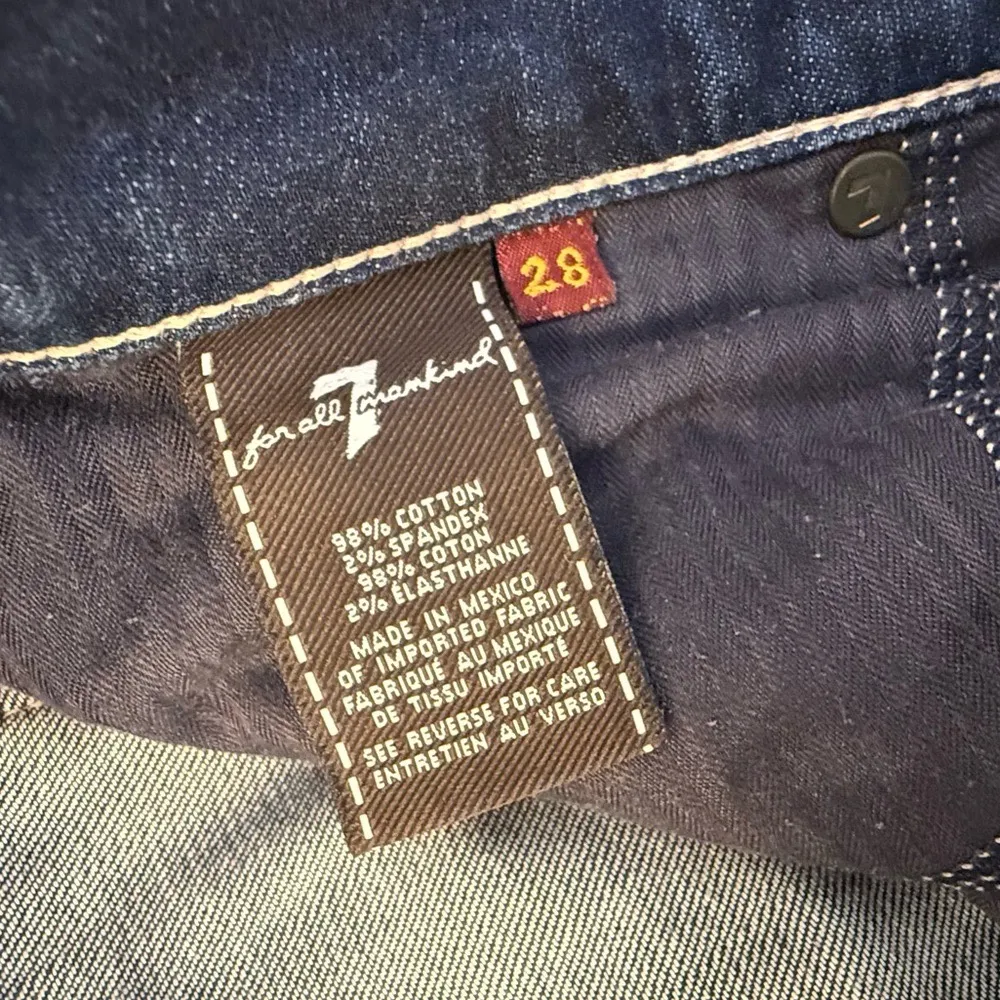 28
for all 7 mankind
98% COTTON
2% SPANDEX
98% COTON
2% ÉLASTHANNE
MADE IN MEXICO
OF IMPORTED FABRIC
FABRIQUÉ AU MEXIQUE
DE TISSU IMPORTÉ
SEE REVERSE FOR CARE
ENTRETIEN AU VERSO
7